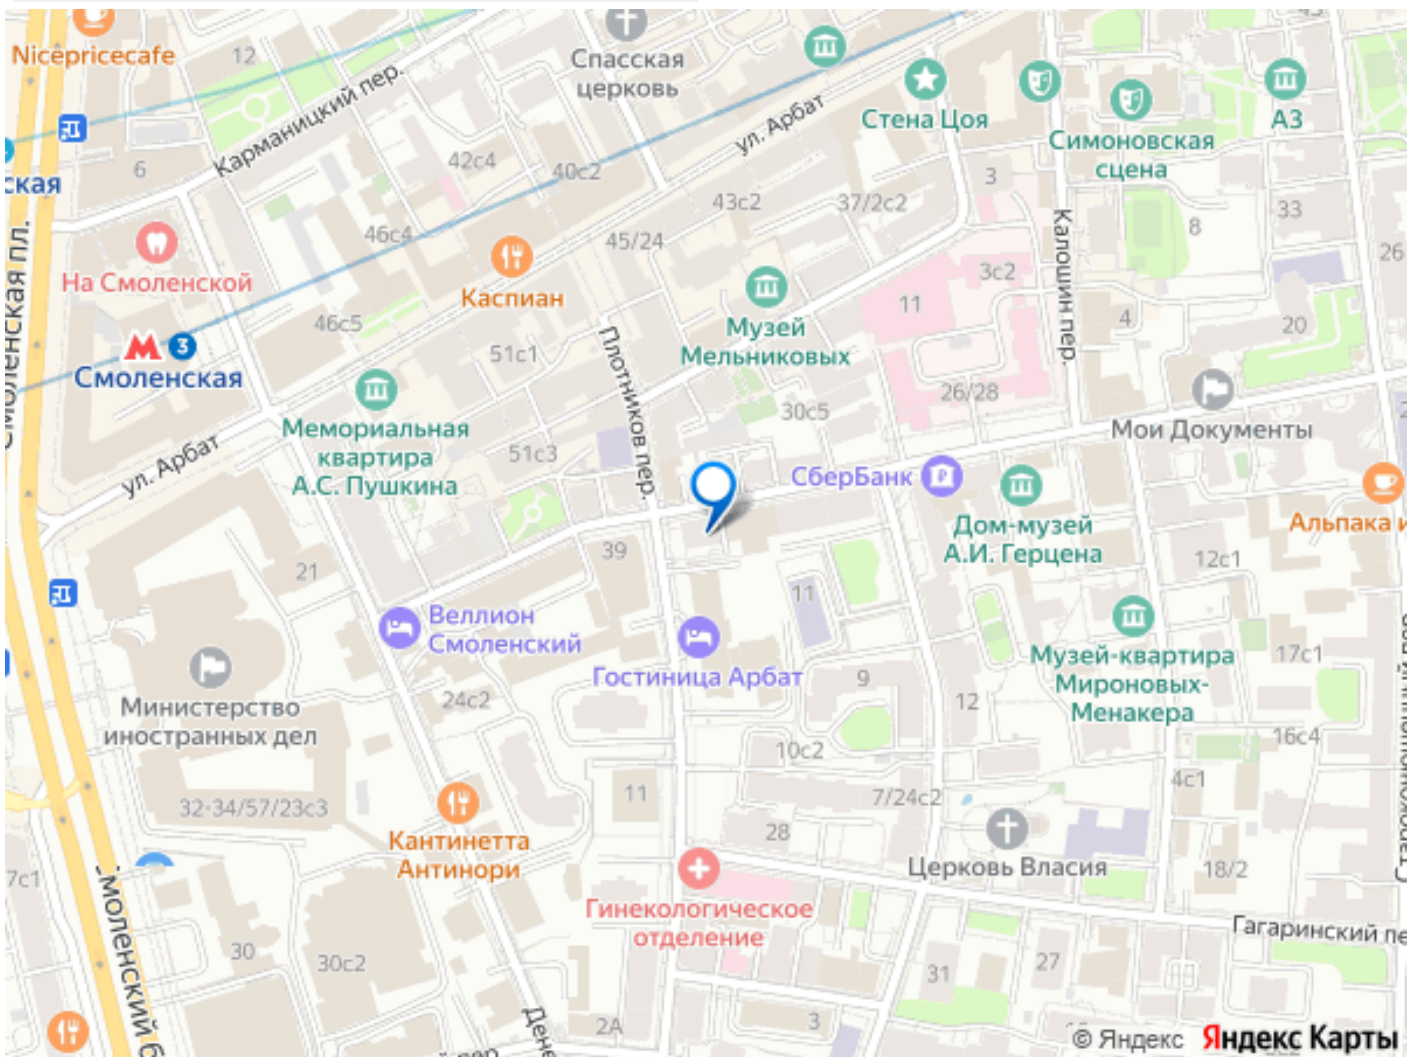 Nicepricecafe
12
Карманицкий пер.
Спасская
церковь
ул. Арбат
Стена Цоя
Симоновская
сцена
АЗ
6
ская
42с4
40с2
43с2
37/2с2
3
33
8
26
46с4
45/24
На Смоленской
Каспиан
Калошин пер.
3с2
11
4
20
Смоленская пл.
46с5
51с1
Музей
Мельниковых
3
Смоленская
Плотников пер.
26/28
30с5
Мемориальная
квартира
А.С. Пушкина
51с3
Мои Документы
ул. Арбат
СберБанк
Дом-музей
А.И. Герцена
Альпака и
39
21
11
12с1
Веллион
Смоленский
Гостиница Арбат
Музей-квартира
Мироновых-
Менакера
17с1
9
12
Министерство
иностранных дел
24с2
10с2
16с4
4с1
32-34/57/23с3
11
7/24с2
28
Кантинетта
Антинори
Церковь Власия
18/2
7с1
Гинекологическое
отделение
Гагаринский пе
30
30с2
31
27
моленский б
Дене
2А
3
пер
© Яндекс Яндекс Карты